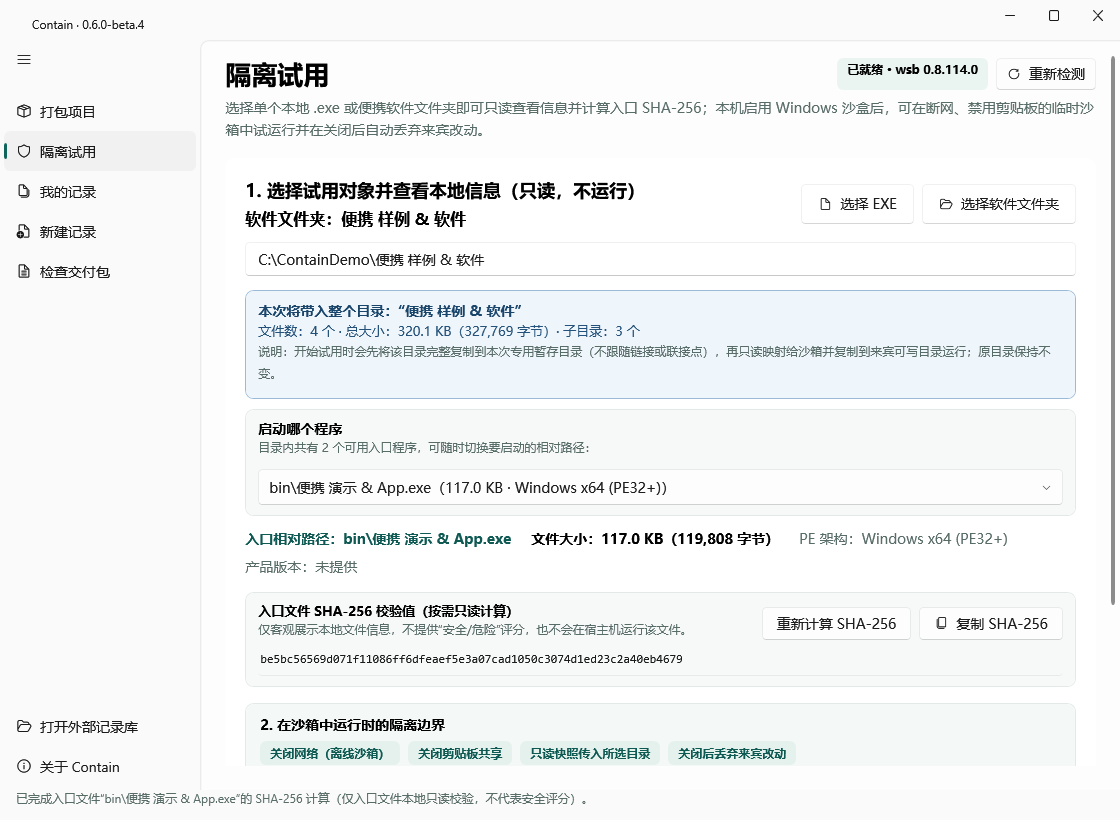 Contain · 0.6.0-beta.4
打包项目
隔离试用
我的记录
新建记录
检查交付包
打开外部记录库
关于 Contain
隔离试用
已就绪 · wsb 0.8.114.0
重新检测
选择单个本地 .exe 或便携软件文件夹即可只读查看信息并计算入口 SHA-256；本机启用 Windows 沙盒后，可在断网、禁用剪贴板的临时沙
箱中试运行并在关闭后自动丢弃来宾改动。
1. 选择试用对象并查看本地信息（只读，不运行）
软件文件夹：便携 样例 & 软件
选择 EXE
选择软件文件夹
C:\ContainDemo\便携 样例 & 软件
本次将带入整个目录：“便携 样例 & 软件”
文件数：4 个 · 总大小：320.1 KB（327,769 字节）· 子目录：3 个
说明：开始试用时会先将该目录完整复制到本次专用暂存目录（不跟随链接或联接点），再只读映射给沙箱并复制到来宾可写目录运行；原目录保持不
变。
启动哪个程序
目录内共有 2 个可用入口程序，可随时切换要启动的相对路径：
bin\便携 演示 & App.exe（117.0 KB · Windows x64 (PE32+)）
入口相对路径：bin\便携 演示 & App.exe
文件大小：117.0 KB（119,808 字节）
PE 架构：Windows x64 (PE32+)
产品版本：未提供
入口文件 SHA-256 校验值（按需只读计算）
仅客观展示本地文件信息，不提供“安全/危险”评分，也不会在宿主机运行该文件。
重新计算 SHA-256
复制 SHA-256
be5bc56569d071f11086ff6dfeaef5e3a07cad1050c3074d1ed23c2a40eb4679
2. 在沙箱中运行时的隔离边界
关闭网络（离线沙箱）
关闭剪贴板共享
只读快照传入所选目录
关闭后丢弃来宾改动
已完成入口文件“bin\便携 演示 & App.exe”的 SHA-256 计算（仅入口文件本地只读校验，不代表安全评分）。